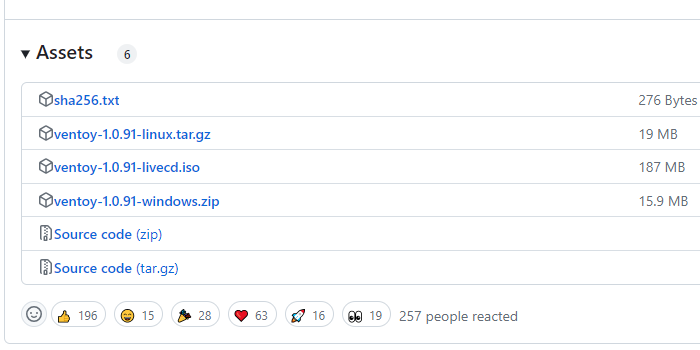 Assets 6
sha256.txt 276 Bytes
ventoy-1.0.91-linux.tar.gz 19 MB
ventoy-1.0.91-livecd.iso 187 MB
ventoy-1.0.91-windows.zip 15.9 MB
Source code (zip)
Source code (tar.gz)
196 15 28 63 16 19 257 people reacted